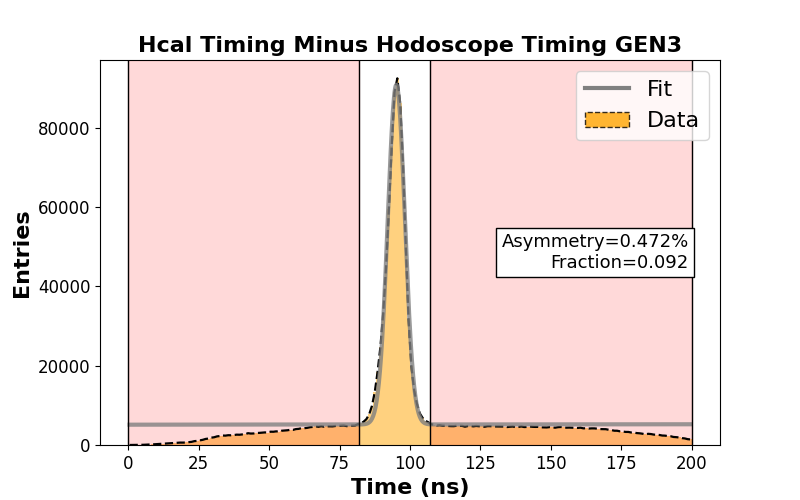 Hcal Timing Minus Hodoscope Timing GEN3
Fit
Data
Asymmetry=0.472%
Fraction=0.092
Entries
80000
60000
40000
20000
0
0 25 50 75 100 125 150 175 200
Time (ns)